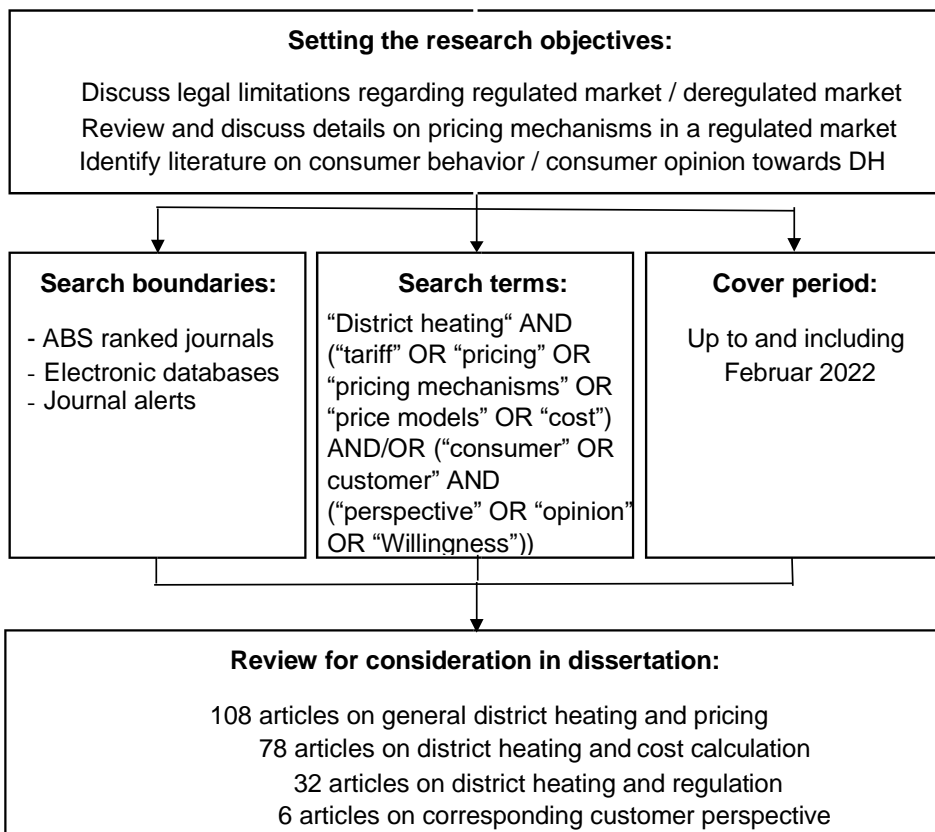 Setting the research objectives:
Discuss legal limitations regarding regulated market / deregulated market
Review and discuss details on pricing mechanisms in a regulated market
Identify literature on consumer behavior / consumer opinion towards DH
Search boundaries:
- ABS ranked journals
- Electronic databases
- Journal alerts
Search terms:
“District heating“ AND
(“tariff” OR “pricing” OR
“pricing mechanisms” OR
“price models” OR “cost”)
AND/OR (“consumer” OR
customer” AND
(“perspective” OR “opinion”
OR “Willingness”))
Cover period:
Up to and including
Februar 2022
Review for consideration in dissertation:
108 articles on general district heating and pricing
78 articles on district heating and cost calculation
32 articles on district heating and regulation
6 articles on corresponding customer perspective